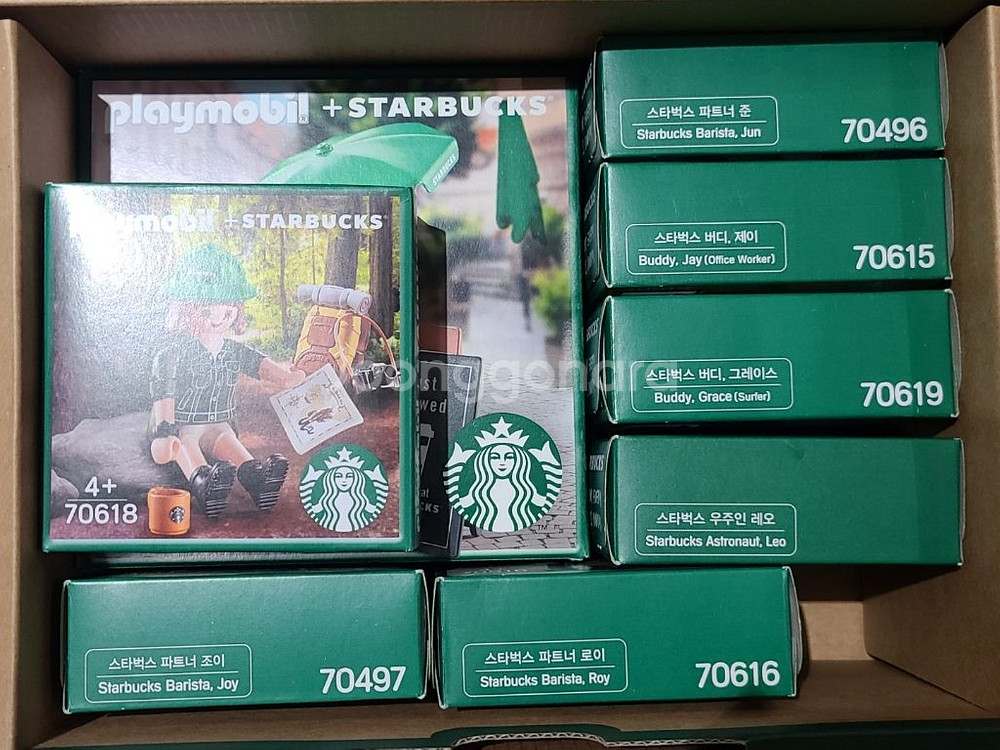 playmobil + STARBUCKS
STARBUCKS
playmobil + STARBUCKS
4+
70618
TM
스타벅스 파트너 준
Starbucks Barista, Jun
70496
스타벅스 버디, 제이
Buddy, Jay (Office Worker)
70615
스타벅스 버디, 그레이스
Buddy, Grace (Surfer)
70619
스타벅스 우주인 레오
Starbucks Astronaut, Leo
스타벅스 파트너 조이
Starbucks Barista, Joy
70497
스타벅스 파트너 로이
Starbucks Barista, Roy
70616
joonggonara